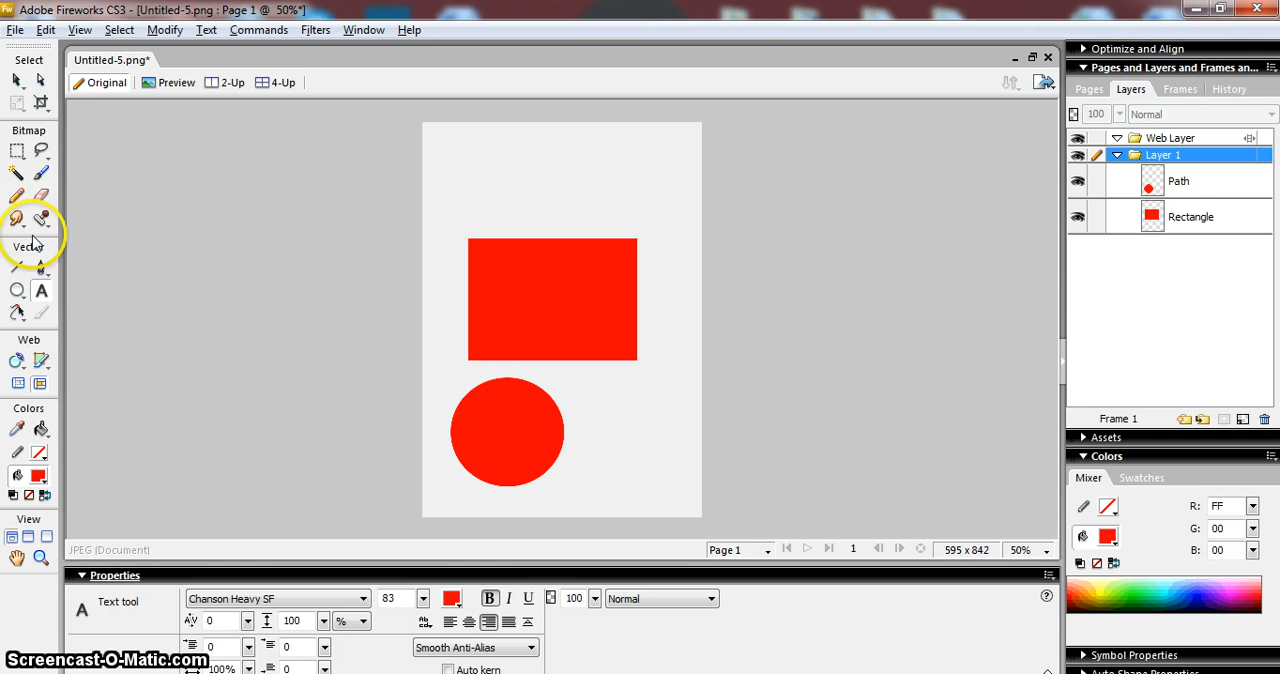 Fw Adobe Fireworks CS3 - [Untitled-5.png : Page 1 @ 50%*]
File Edit View Select Modify Text Commands Filters Window Help
Select
Untitled-5.png*
Original Preview 2-Up 4-Up
Bitmap
Vector
A
Web
Colors
View
JPEG (Document)
Page 1 1 595 x 842 50%
Properties
A Text tool
Chanson Heavy SF 83 B I U 100 Normal
0 100 %
0 0
Smooth Anti-Alias
100% 0
Auto kern
Optimize and Align
Pages and Layers and Frames an...
Pages Layers Frames History
100 Normal
Web Layer
Layer 1
Path
Rectangle
Frame 1
Assets
Colors
Mixer Swatches
R: FF
G: 00
B: 00
Symbol Properties
Auto Shape Properties
Screencast-O-Matic.com